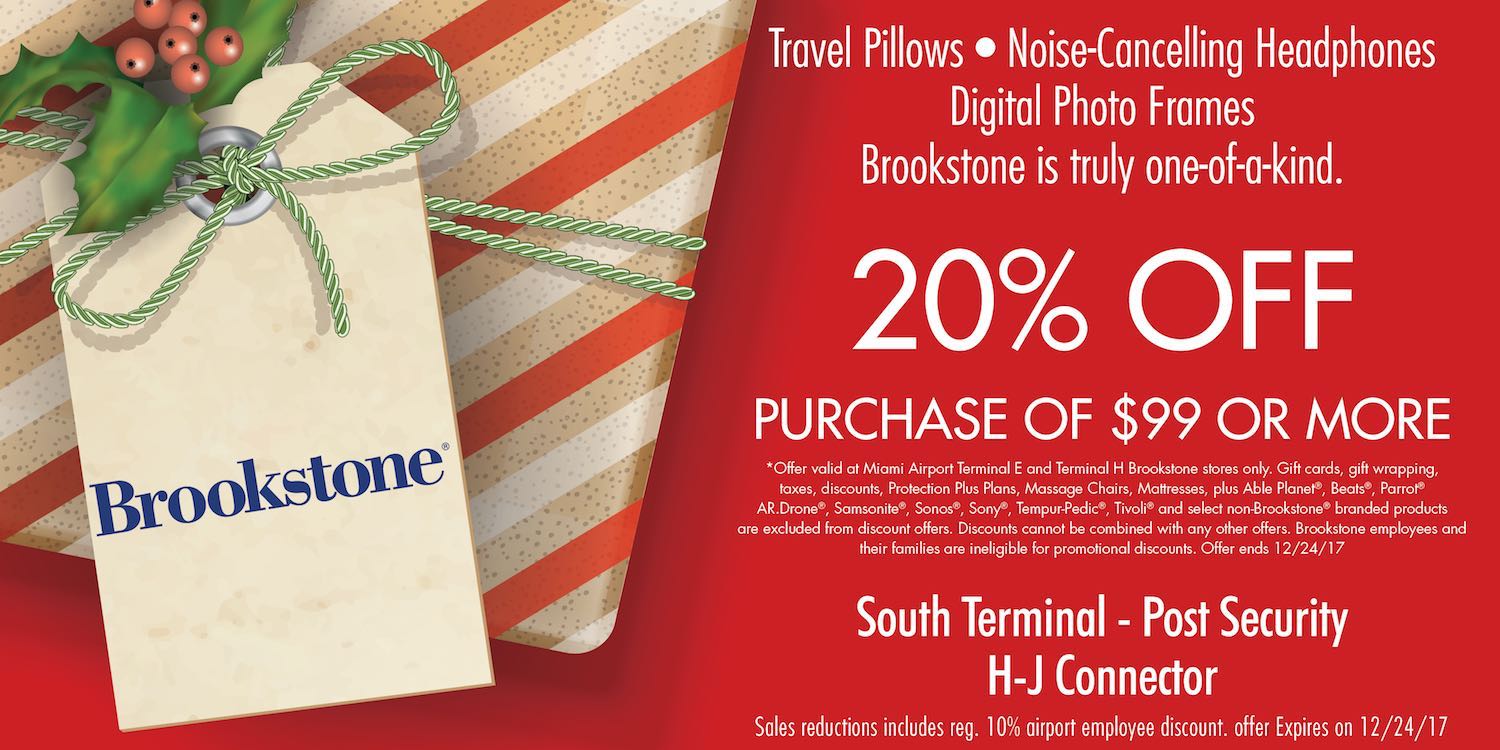 Brookstone®
Travel Pillows • Noise-Cancelling Headphones
Digital Photo Frames
Brookstone is truly one-of-a-kind.
20% OFF
PURCHASE OF $99 OR MORE
*Offer valid at Miami Airport Terminal E and Terminal H Brookstone stores only. Gift cards, gift wrapping,
taxes, discounts, Protection Plus Plans, Massage Chairs, Mattresses, plus Able Planet®, Beats®, Parrot®
AR.Drone®, Samsonite®, Sonos®, Sony®, Tempur-Pedic®, Tivoli® and select non-Brookstone® branded products
are excluded from discount offers. Discounts cannot be combined with any other offers. Brookstone employees and
their families are ineligible for promotional discounts. Offer ends 12/24/17
South Terminal - Post Security
H-J Connector
Sales reductions includes reg. 10% airport employee discount. offer Expires on 12/24/17